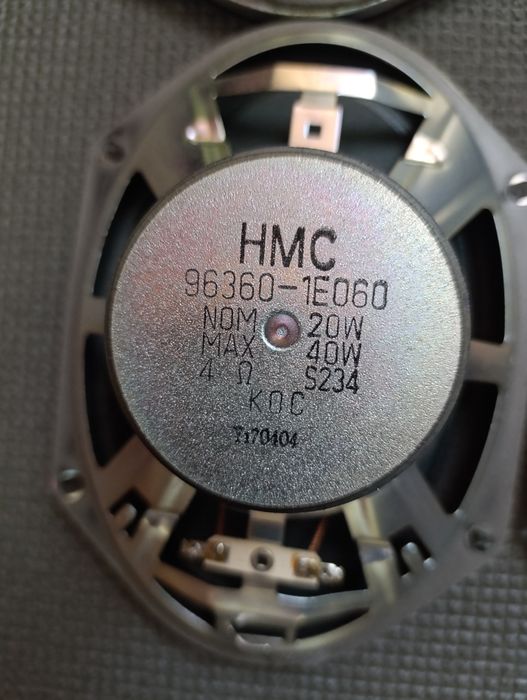 HMC
96360-1E060
NOM 20W
MAX 40W
4 Ω S234
KOC
T170404